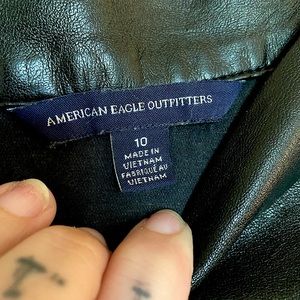 AMERICAN EAGLE OUTFITTERS
10
MADE IN
VIETNAM
FABRIQUÉ AU
VIETNAM